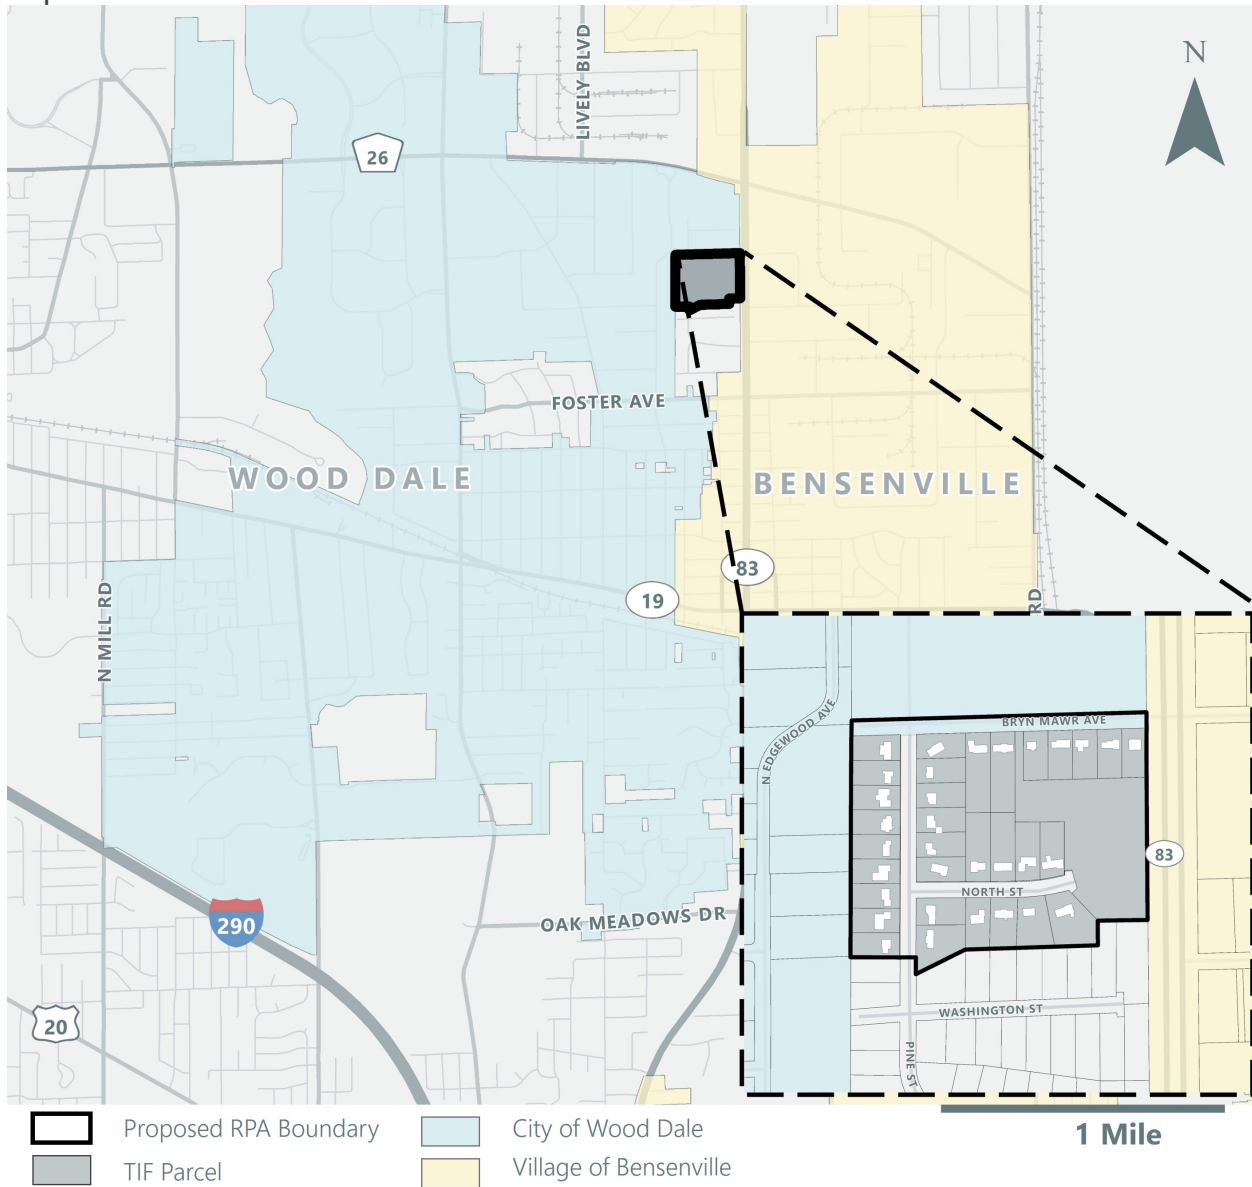 LIVELY BLVD
N
26
FOSTER AVE
WOOD DALE
BENSENVILLE
83
19
N MILL RD
RD
N EDGEWOOD AVE
BRYN MAWR AVE
83
NORTH ST
WASHINGTON ST
PINE ST
290
OAK MEADOWS DR
20
Proposed RPA Boundary
City of Wood Dale
1 Mile
TIF Parcel
Village of Bensenville